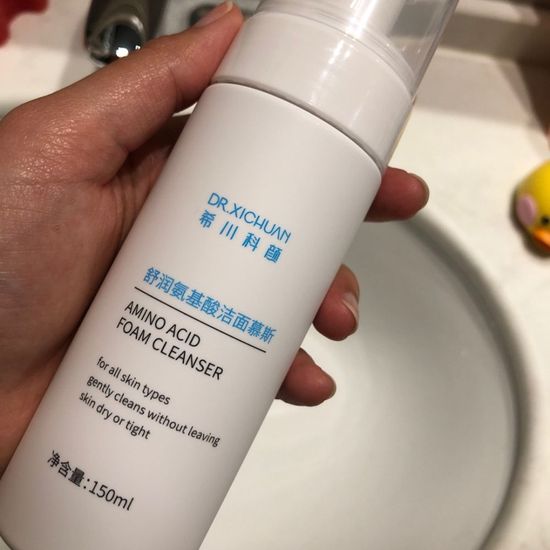 DR.XICHUAN
希川科颜
舒润氨基酸洁面慕斯
AMINO ACID
FOAM CLEANSER
for all skin types
gently cleans without leaving
skin dry or tight
净含量:150ml